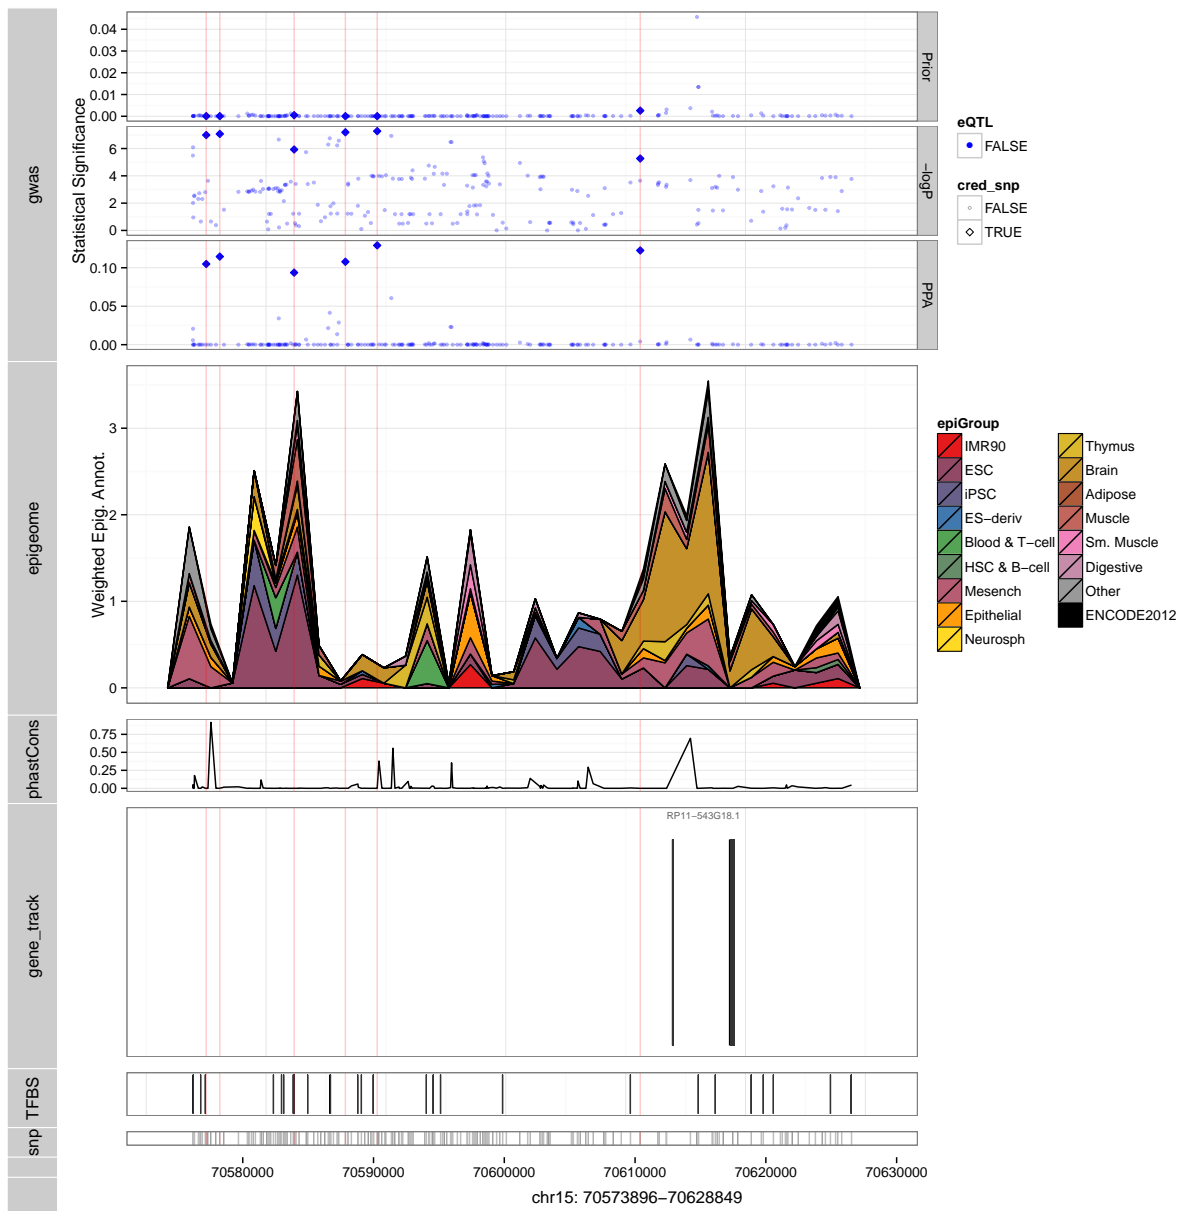 gwas
Statistical Significance
0.04
0.03
0.02
0.01
0.00
Prior
6
4
2
0
−logP
0.10
0.05
0.00
PPA
eQTL
FALSE
cred_snp
FALSE
TRUE
epigeome
Weighted Epig. Annot.
3
2
1
0
epiGroup
IMR90
ESC
iPSC
ES−deriv
Blood & T−cell
HSC & B−cell
Mesench
Epithelial
Neurosph
Thymus
Brain
Adipose
Muscle
Sm. Muscle
Digestive
Other
ENCODE2012
phastCons
0.75
0.50
0.25
0.00
gene_track
RP11−543G18.1
TFBS
snp
70580000 70590000 70600000 70610000 70620000 70630000
chr15: 70573896−70628849